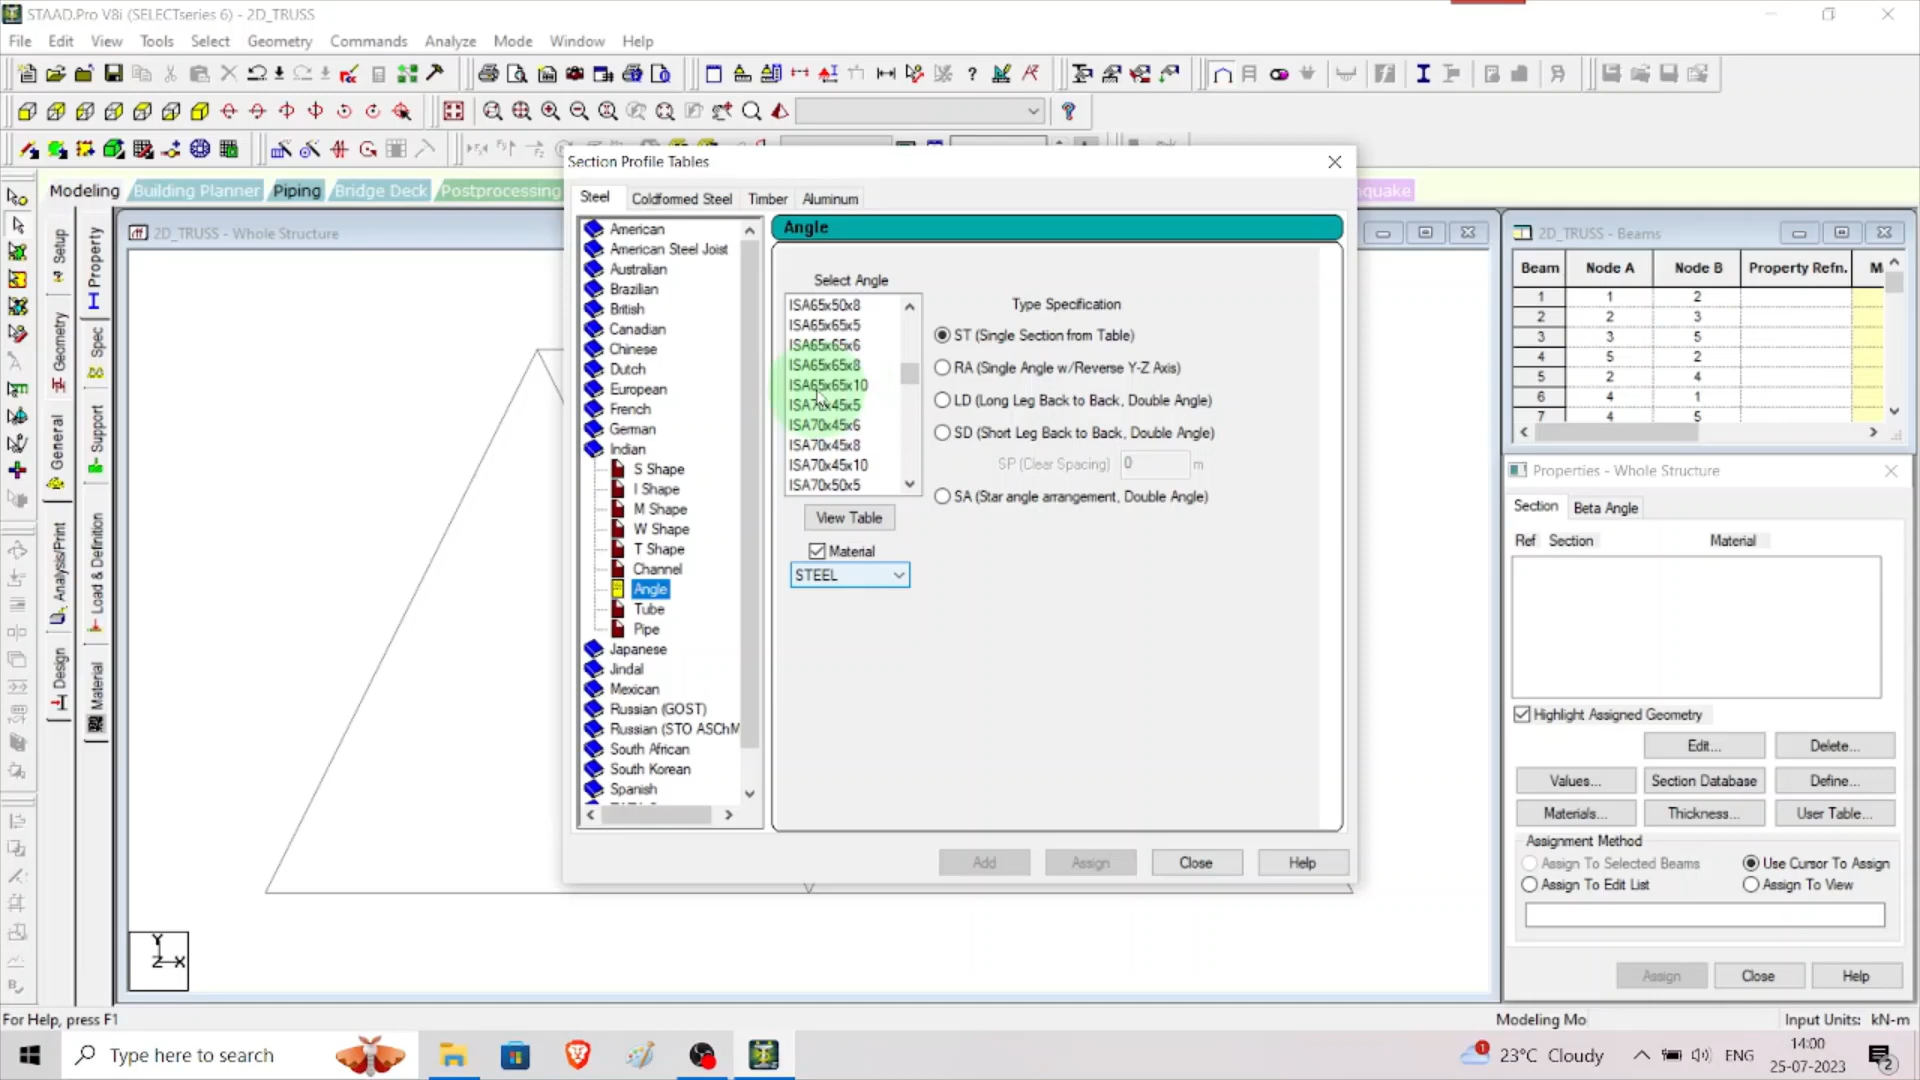 STAAD.Pro V8i (SELECTseries 6) - 2D_TRUSS
File Edit View Tools Select Geometry Commands Analyze Mode Window Help
Modeling Building Planner Piping Bridge Deck Postprocessing quake
Setup
Geometry
General
Analysis/Print
Design
Property
Spec
Support
Load & Definition
Material
2D_TRUSS - Whole Structure
Section Profile Tables
Steel Coldformed Steel Timber Aluminum
American
American Steel Joist
Australian
Brazilian
British
Canadian
Chinese
Dutch
European
French
German
Indian
S Shape
I Shape
M Shape
W Shape
T Shape
Channel
Angle
Tube
Pipe
Japanese
Jindal
Mexican
Russian (GOST)
Russian (STO ASChM
South African
South Korean
Spanish
Angle
Select Angle
ISA65x50x8
ISA65x65x5
ISA65x65x6
ISA65x65x8
ISA65x65x10
ISA70x45x5
ISA70x45x6
ISA70x45x8
ISA70x45x10
ISA70x50x5
View Table
Material
STEEL
Type Specification
ST (Single Section from Table)
RA (Single Angle w/Reverse Y-Z Axis)
LD (Long Leg Back to Back, Double Angle)
SD (Short Leg Back to Back, Double Angle)
SP (Clear Spacing) 0 m
SA (Star angle arrangement, Double Angle)
Add Assign Close Help
2D_TRUSS - Beams
Beam Node A Node B Property Refn. M
1 1 2
2 2 3
3 3 5
4 5 2
5 2 4
6 4 1
7 4 5
Properties - Whole Structure
Section Beta Angle
Ref Section Material
Highlight Assigned Geometry
Edit... Delete...
Values... Section Database Define...
Materials... Thickness... User Table...
Assignment Method
Assign To Selected Beams Use Cursor To Assign
Assign To Edit List Assign To View
Assign Close Help
Y
Z X
For Help, press F1 Modeling Mo Input Units: kN-m
Type here to search 1 23°C Cloudy ENG 14:00
25-07-2023 2